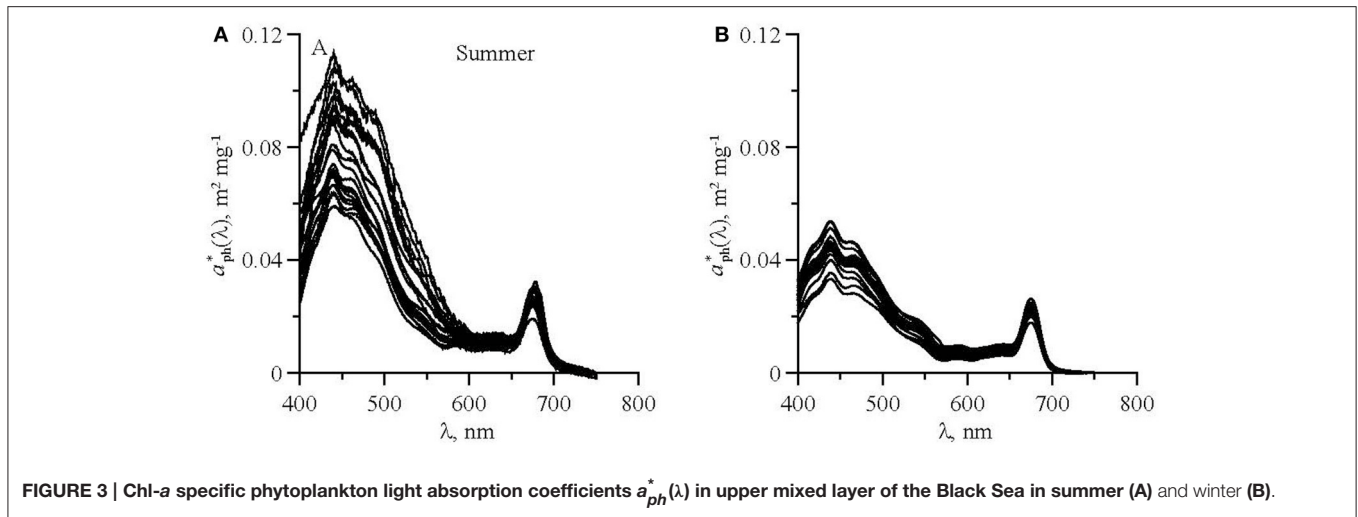 A
B
A
Summer
0.12
0.08
0.04
0
a*ph(λ), m² mg⁻¹
400 500 600 700 800
λ, nm
0.12
0.08
0.04
0
a*ph(λ), m² mg⁻¹
400 500 600 700 800
λ, nm
FIGURE 3 | Chl-a specific phytoplankton light absorption coefficients a*ph(λ) in upper mixed layer of the Black Sea in summer (A) and winter (B).